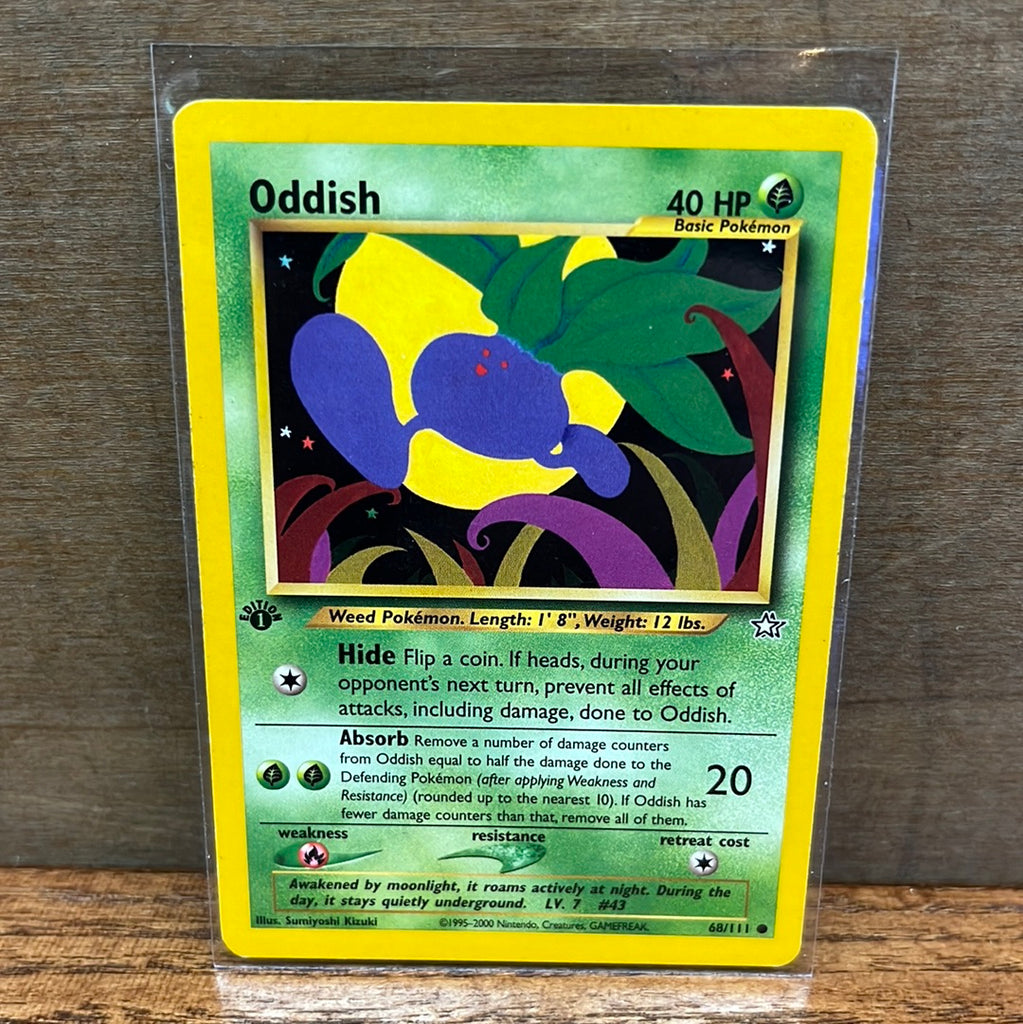 Oddish 40 HP
Basic Pokémon
EDITION
1
Weed Pokémon. Length: 1' 8", Weight: 12 lbs.
Hide Flip a coin. If heads, during your
opponent's next turn, prevent all effects of
attacks, including damage, done to Oddish.
Absorb Remove a number of damage counters
from Oddish equal to half the damage done to the
Defending Pokémon (after applying Weakness and
Resistance) (rounded up to the nearest 10). If Oddish has
fewer damage counters than that, remove all of them.
20
weakness resistance retreat cost
Awakened by moonlight, it roams actively at night. During the
day, it stays quietly underground. LV. 7 #43
Illus. Sumiyoshi Kizuki ©1995-2000 Nintendo, Creatures, GAMEFREAK. 68/111